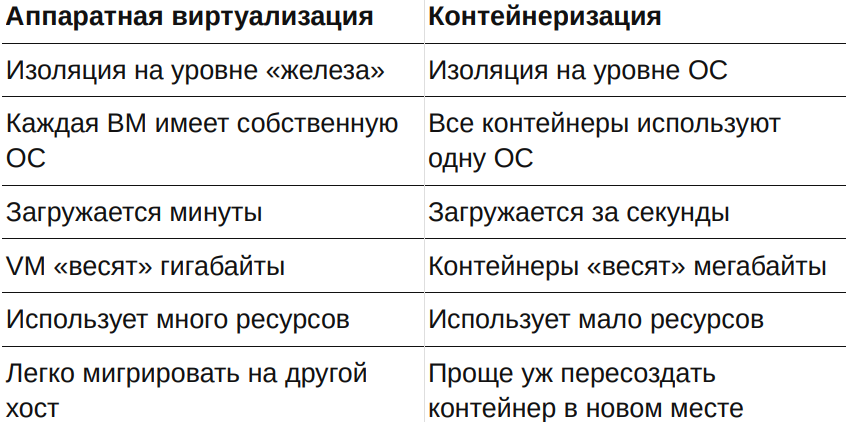 Аппаратная виртуализация
Контейнеризация
Изоляция на уровне «железа»
Изоляция на уровне ОС
Каждая ВМ имеет собственную
ОС
Все контейнеры используют
одну ОС
Загружается минуты
Загружается за секунды
VM «весят» гигабайты
Контейнеры «весят» мегабайты
Использует много ресурсов
Использует мало ресурсов
Легко мигрировать на другой
хост
Проще уж пересоздать
контейнер в новом месте